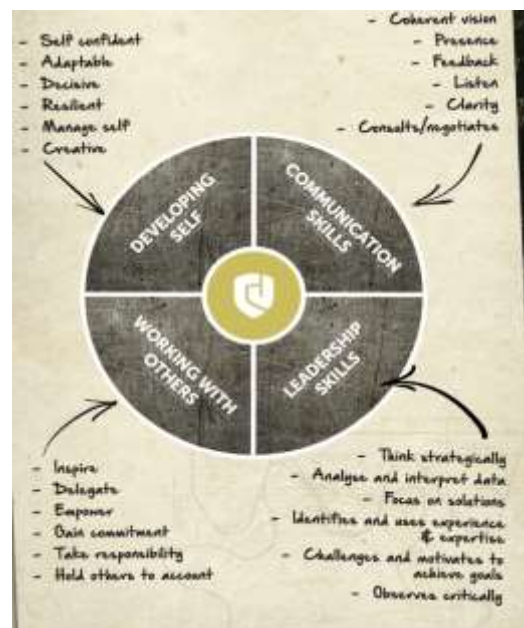 - Self confident
- Adaptable
- Decisive
- Resilient
- Manage self
- Creative
- Coherent vision
- Presence
- Feedback
- Listen
- Clarity
- Consults/negotiates
DEVELOPING
SELF
COMMUNICATION
SKILLS
WORKING WITH
OTHERS
LEADERSHIP
SKILLS
- Inspire
- Delegate
- Empower
- Gain commitment
- Take responsibility
- Hold others to account
- Think strategically
- Analyse and interpret data
- Focus on solutions
- Identifies and uses experience
& expertise
- Challenges and motivates to
achieve goals
- Observes critically